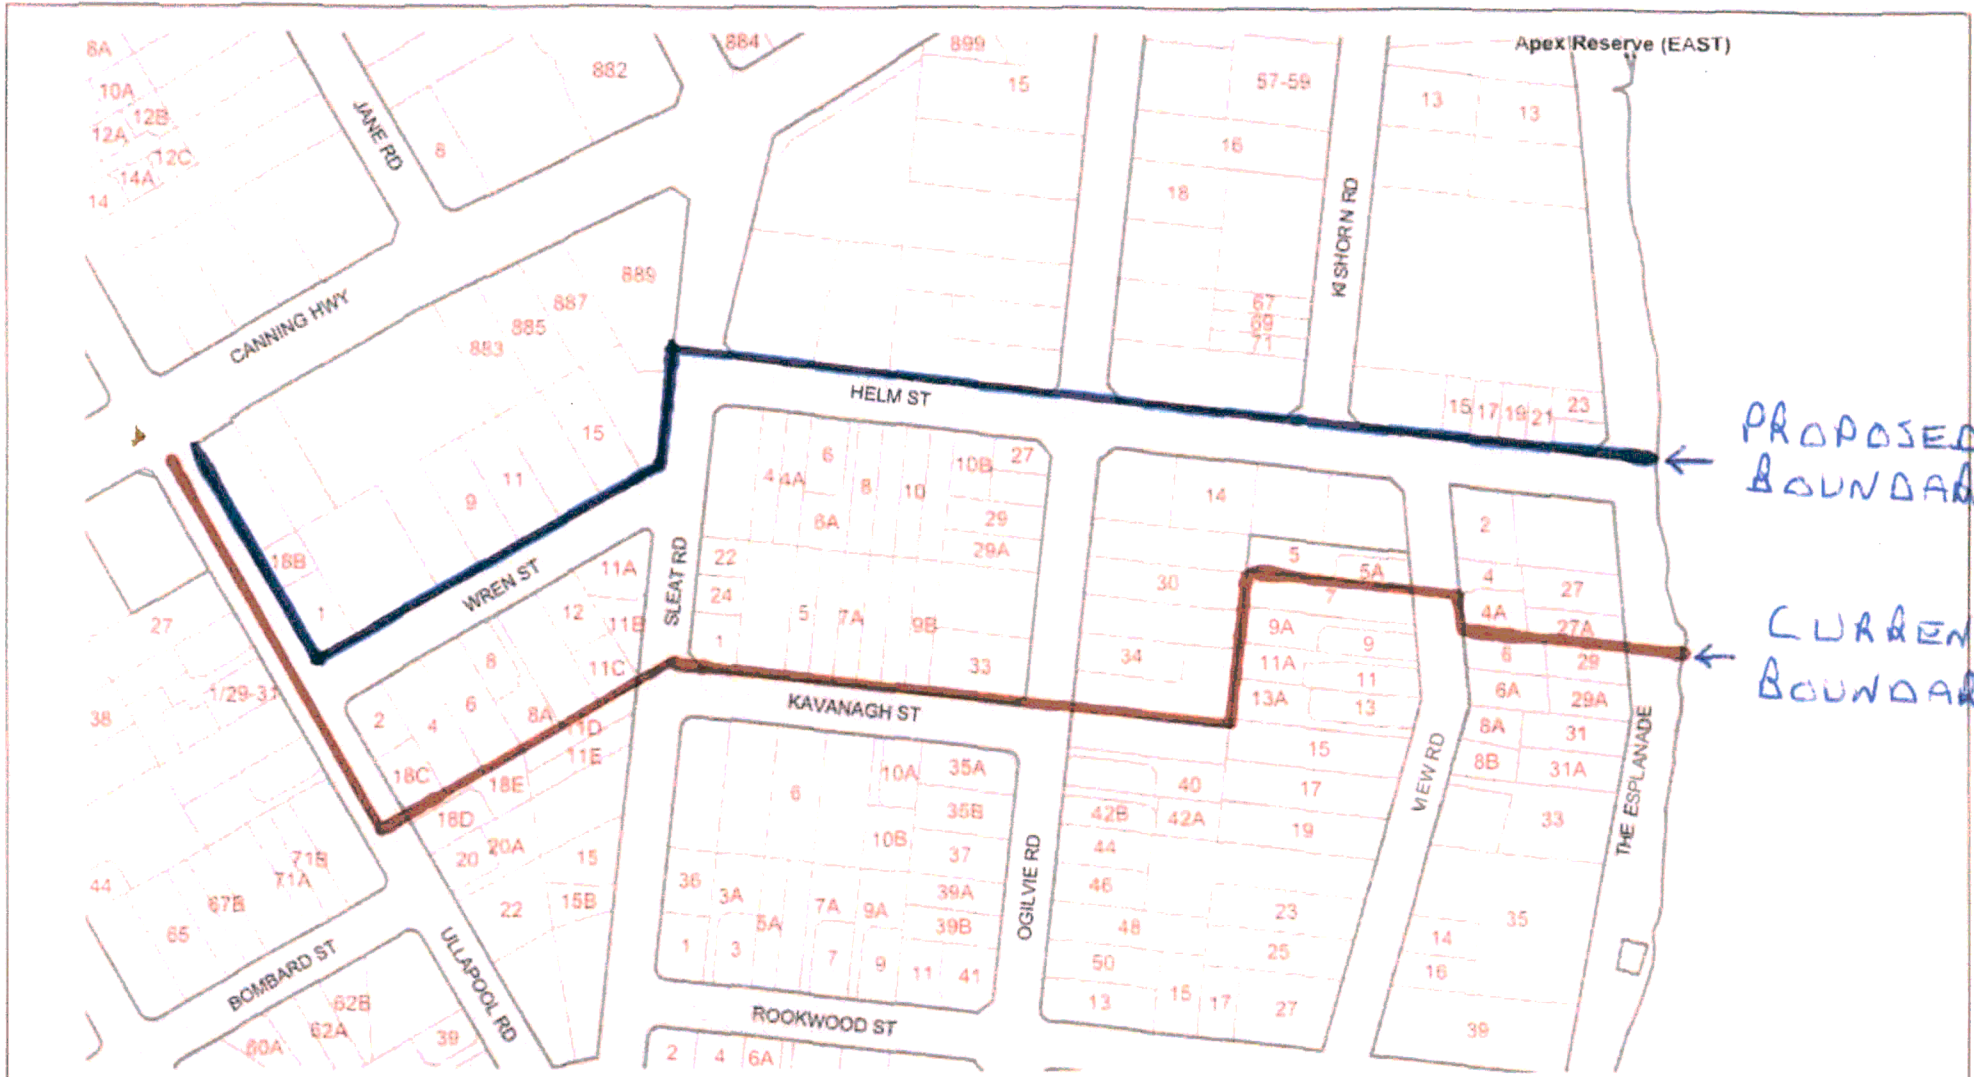 Apex Reserve (EAST)
8A
10A
12B
12A
12C
14A
14
JANE RD
8
882
884
899
15
57-59
16
18
13
13
KISHORN RD
CANNING HWY
883
885
887
889
67
69
71
15
17
19
21
23
HELM ST
PROPOSED
BOUNDAR
18B
1
9
11
15
WREN ST
SLEAT RD
4
4A
6
6A
8
10
10B
27
29
29A
22
24
1
5
7A
9B
33
14
30
34
5
5A
7
9A
9
11A
11
13A
13
15
17
19
2
4
4A
27
27A
6
29
6A
29A
8A
31
8B
31A
33
CURREN
BOUNDAR
THE ESPLANADE
VIEW RD
KAVANAGH ST
11A
12
11B
8
11C
6
2
4
8A
11D
11E
18C
18D
18E
20
20A
15
15B
22
27
1/29-31
38
44
65
67B
71B
71A
BOMBARD ST
ULLAPOOL RD
60A
62A
62B
39
6
10A
35A
35B
10B
37
36
3A
5A
7A
9A
39A
39B
1
3
7
9
11
41
OGILVIE RD
40
42B
42A
44
46
48
50
13
15
17
23
25
27
14
16
35
39
ROOKWOOD ST
2
4
6A